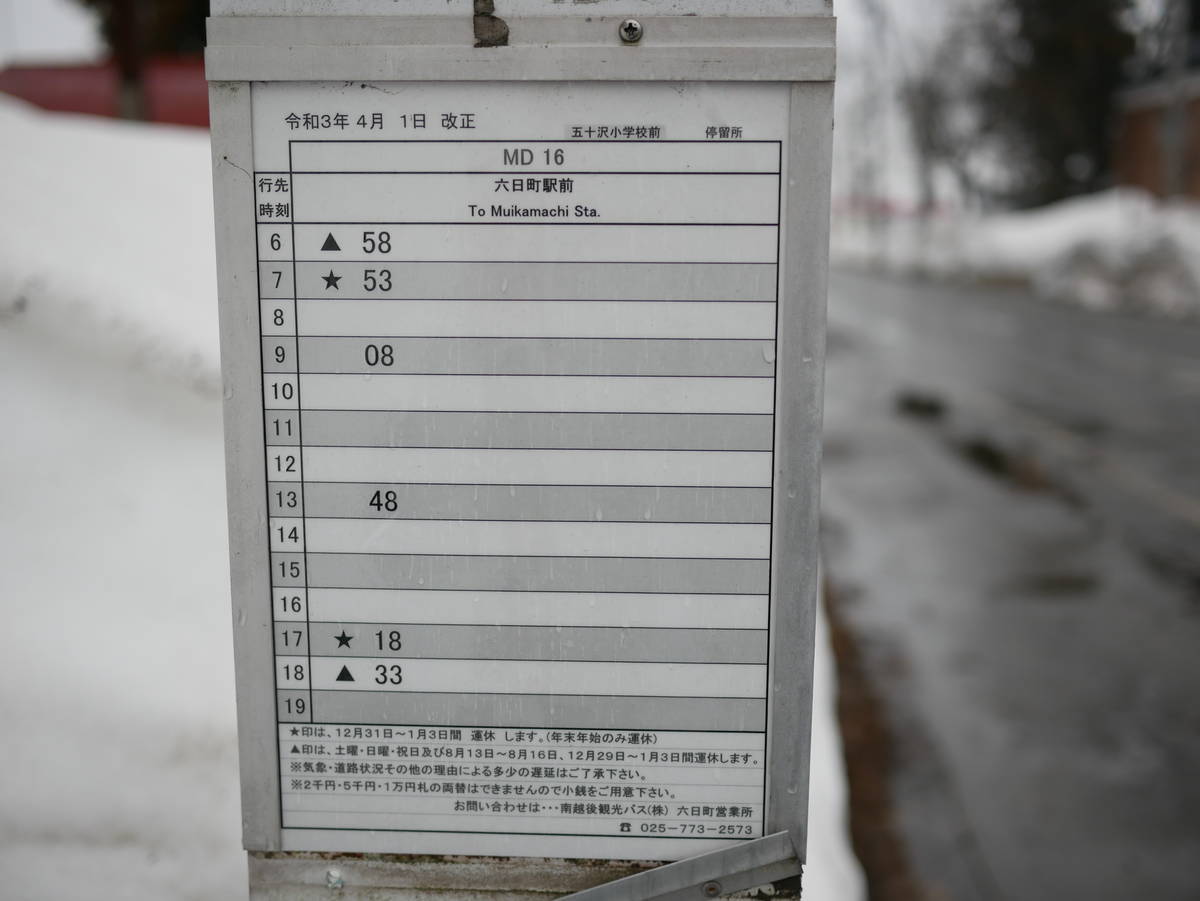 令和3年 4月 1日 改正
五十沢小学校前 停留所
MD 16
行先 六日町駅前
時刻 To Muikamachi Sta.
6 ▲ 58
7 ★ 53
8
9 08
10
11
12
13 48
14
15
16
17 ★ 18
18 ▲ 33
19
★印は、12月31日～1月3日間 運休 します。(年末年始のみ運休)
▲印は、土曜・日曜・祝日及び8月13日～8月16日、12月29日～1月3日間運休します。
※気象・道路状況その他の理由による多少の遅延はご了承下さい。
※2千円・5千円・1万円札の両替はできませんので小銭をご用意下さい。
お問い合わせは・・・南越後観光バス(株) 六日町営業所
☎ 025－773－2573